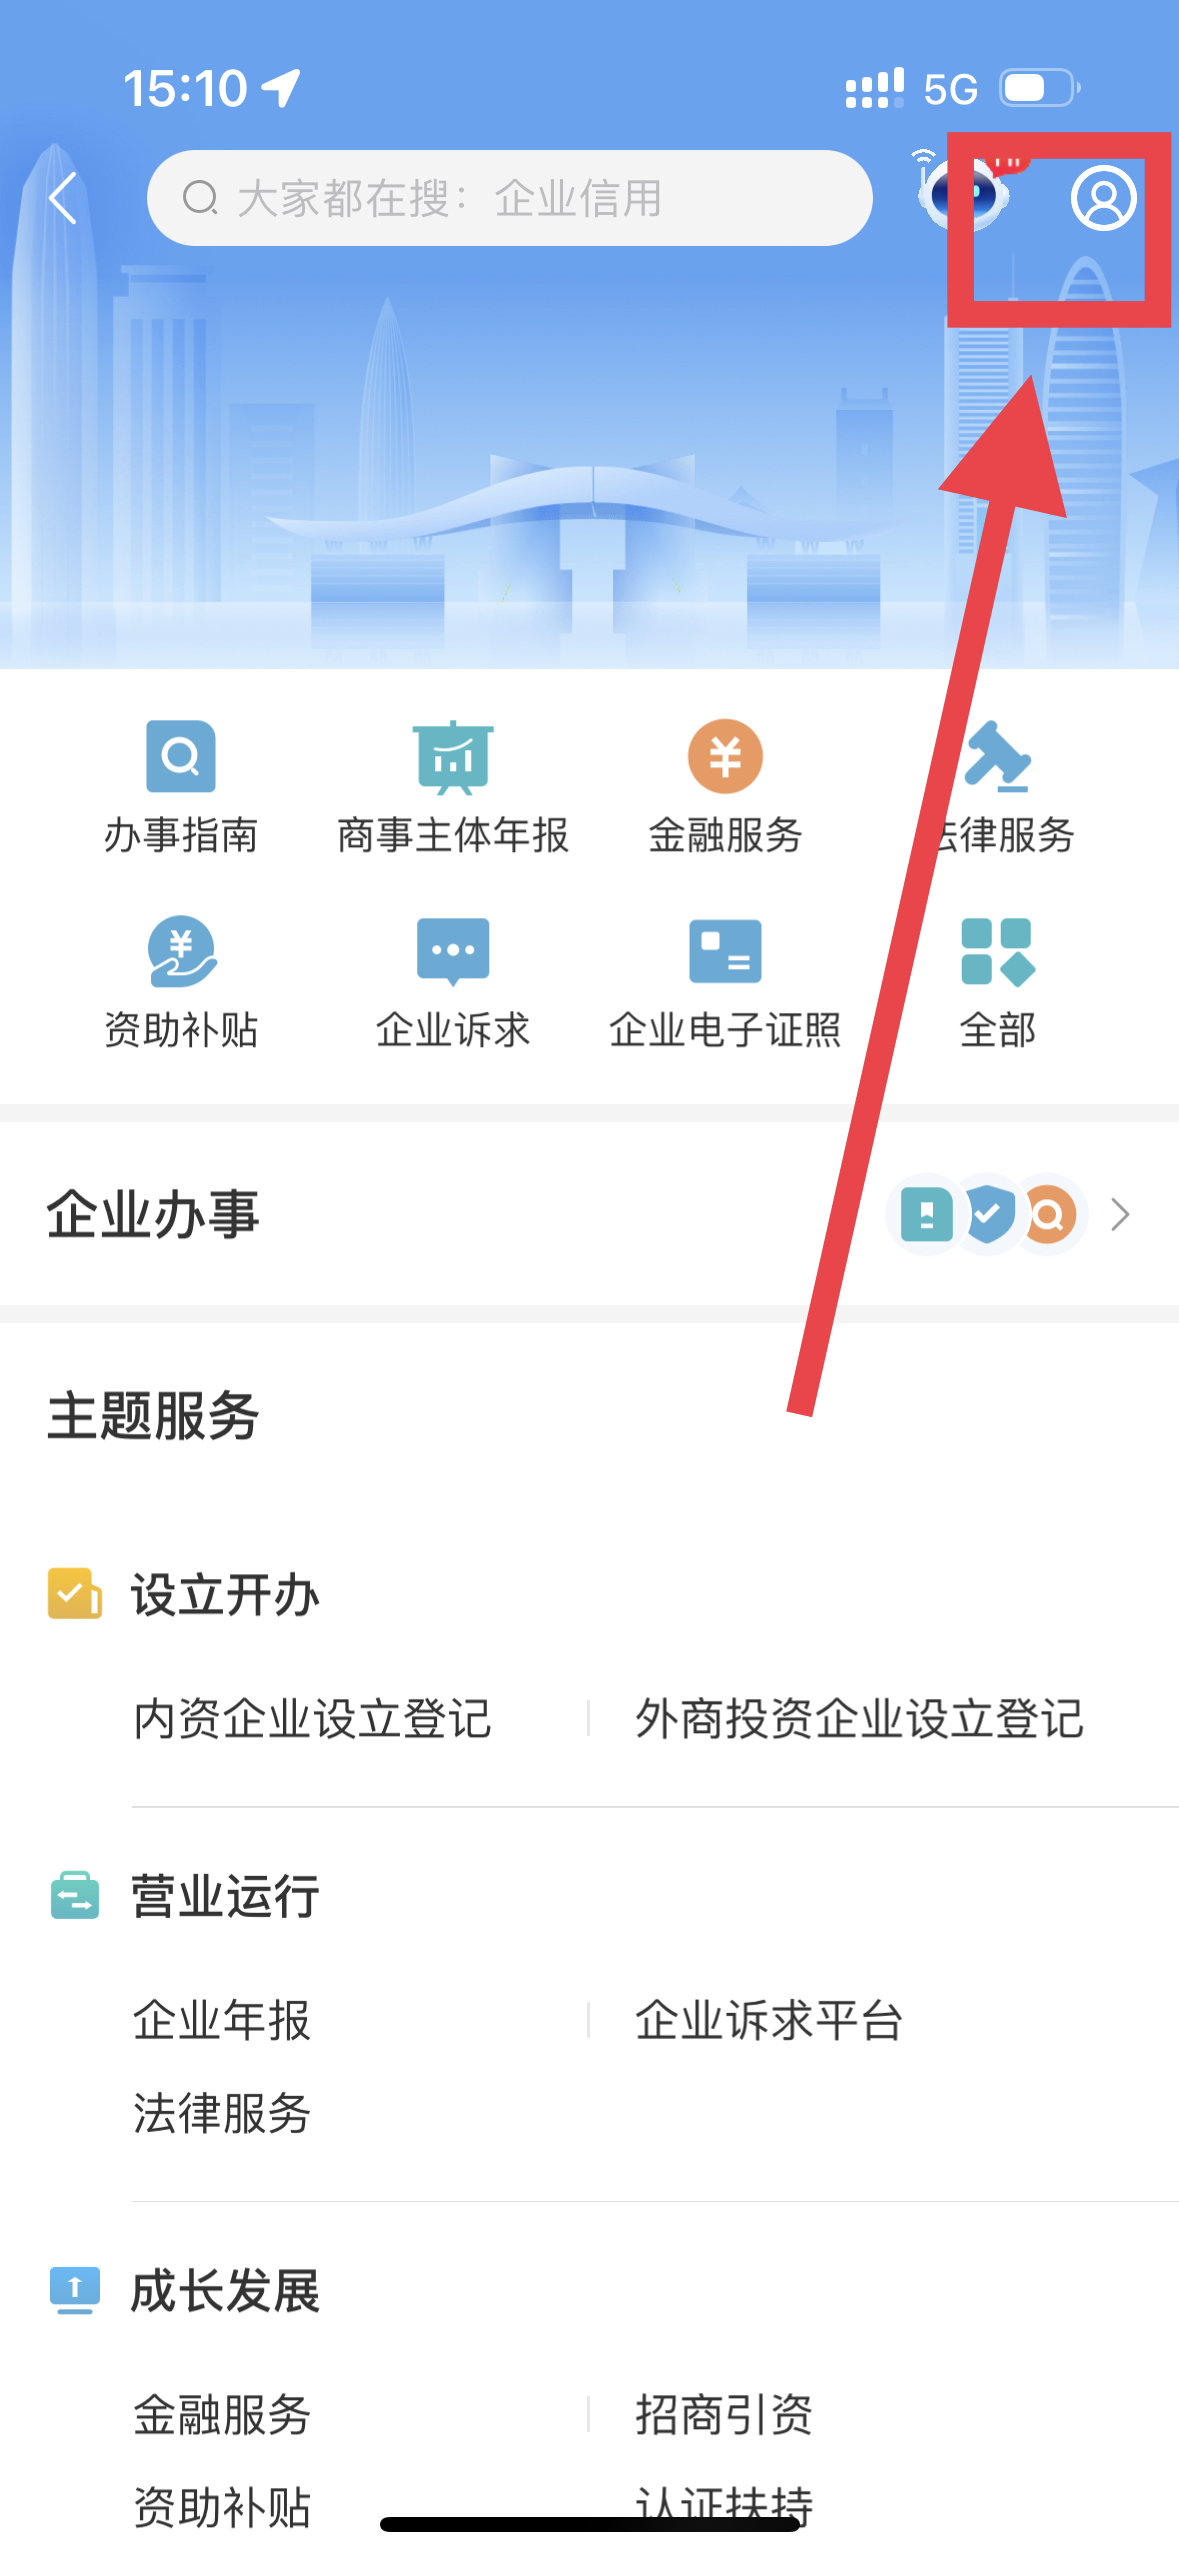 15:10 5G
大家都在搜：企业信用
办事指南 商事主体年报 金融服务 法律服务
资助补贴 企业诉求 企业电子证照 全部
企业办事
主题服务
设立开办
内资企业设立登记 外商投资企业设立登记
营业运行
企业年报 企业诉求平台
法律服务
成长发展
金融服务 招商引资
资助补贴 认证扶持